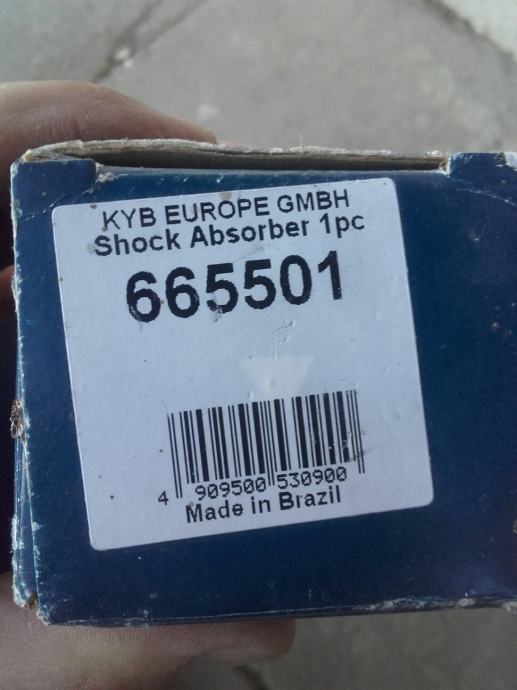 KYB EUROPE GMBH
Shock Absorber 1pc
665501
F
4 909500 530900
Made in Brazil